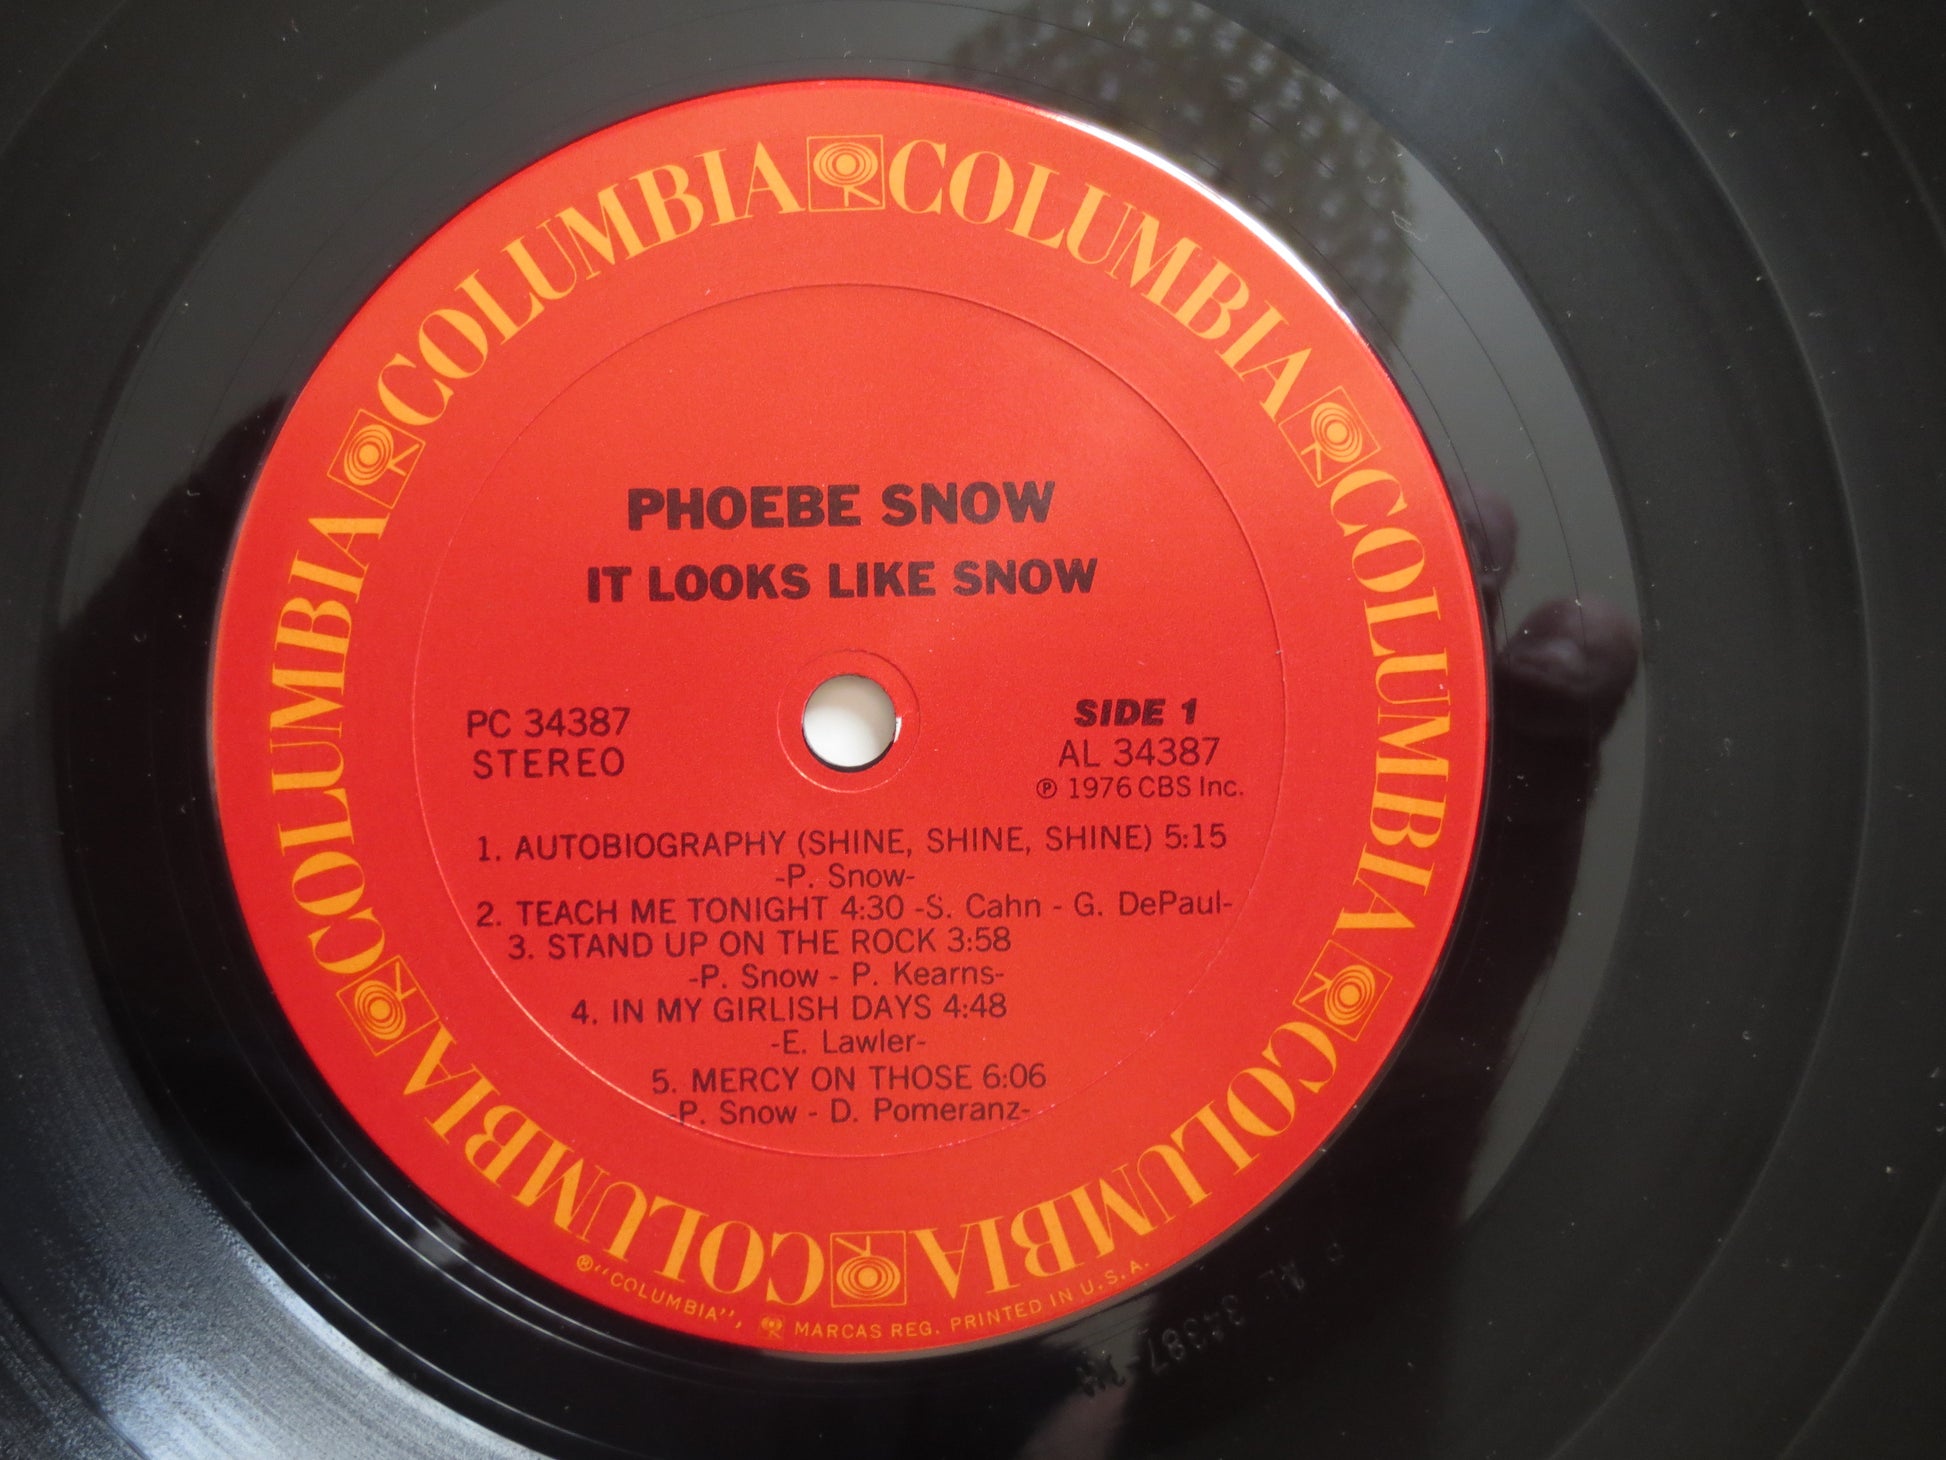 COLUMBIA COLUMBIA COLUMBIA COLUMBIA COLUMBIA COLUMBIA
PHOEBE SNOW
IT LOOKS LIKE SNOW
PC 34387
STEREO
SIDE 1
AL 34387
℗ 1976 CBS Inc.
1. AUTOBIOGRAPHY (SHINE, SHINE, SHINE) 5:15
-P. Snow-
2. TEACH ME TONIGHT 4:30 -S. Cahn - G. DePaul-
3. STAND UP ON THE ROCK 3:58
-P. Snow - P. Kearns-
4. IN MY GIRLISH DAYS 4:48
-E. Lawler-
5. MERCY ON THOSE 6:06
-P. Snow - D. Pomeranz-
®"COLUMBIA", MARCAS REG. PRINTED IN U.S.A.
P AL 34387